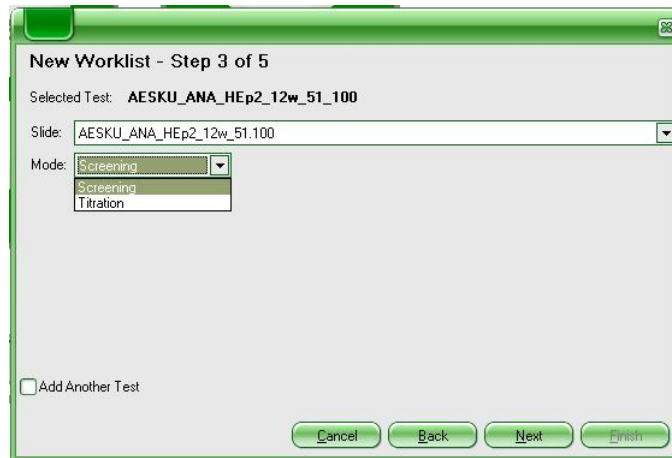 New Worklist - Step 3 of 5
Selected Test: AESKU_ANA_HEp2_12w_51_100
Slide: AESKU_ANA_HEp2_12w_51.100
Mode: Screening
Screening
Titration
Add Another Test
Cancel Back Next Finish